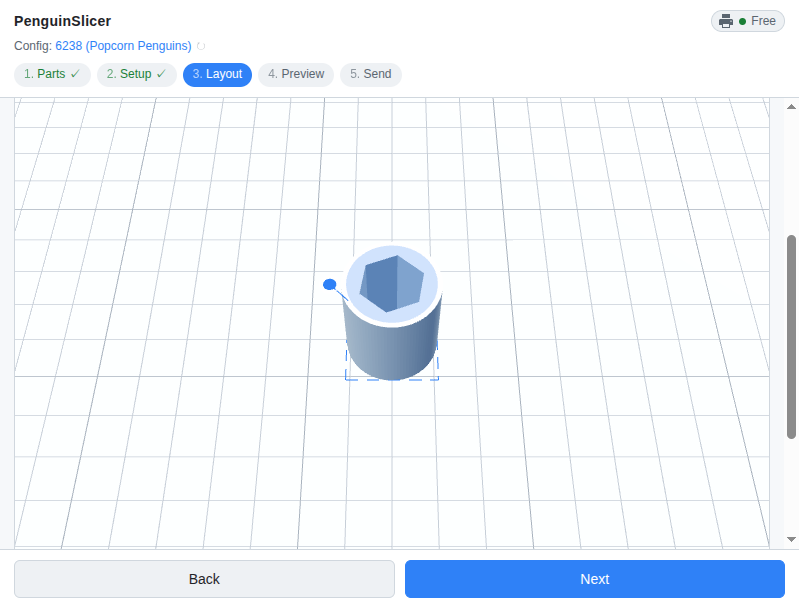 PenguinSlicer
Free
Config: 6238 (Popcorn Penguins)
1. Parts ✓
2. Setup ✓
3. Layout
4. Preview
5. Send
Back
Next